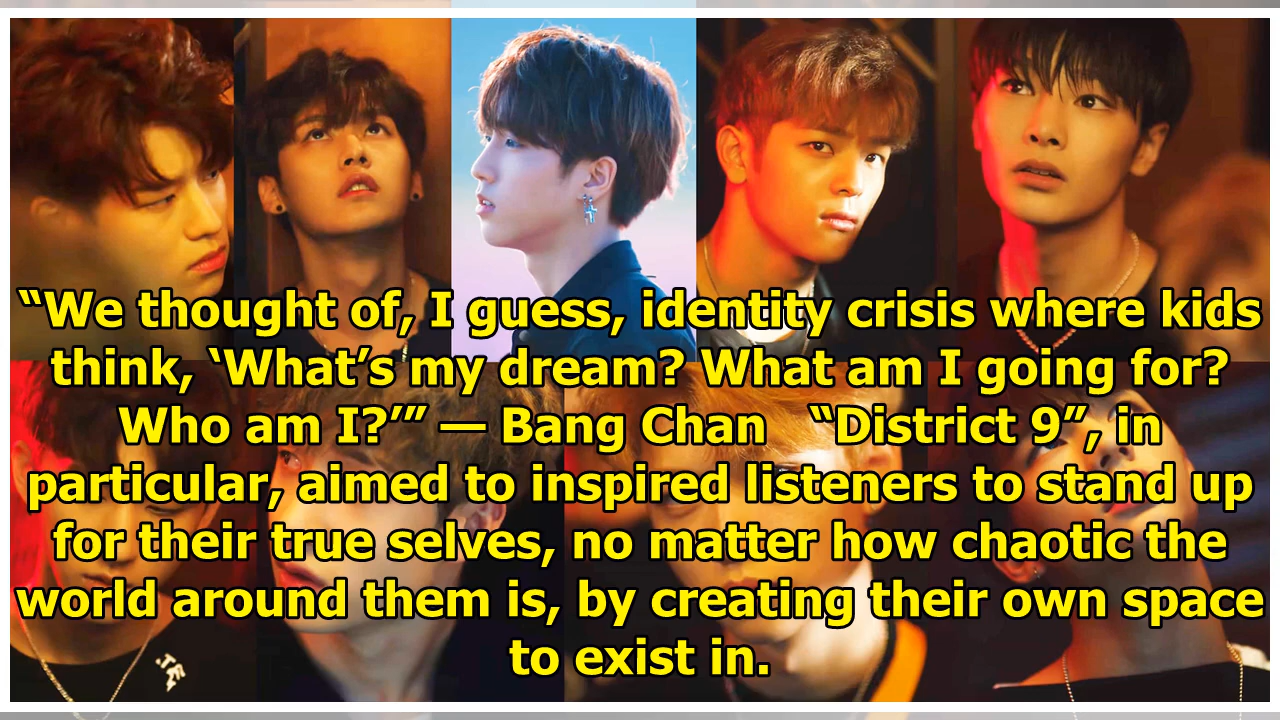 “We thought of, I guess, identity crisis where kids
think, ‘What’s my dream? What am I going for?
Who am I?’” — Bang Chan “District 9”, in
particular, aimed to inspired listeners to stand up
for their true selves, no matter how chaotic the
world around them is, by creating their own space
to exist in.